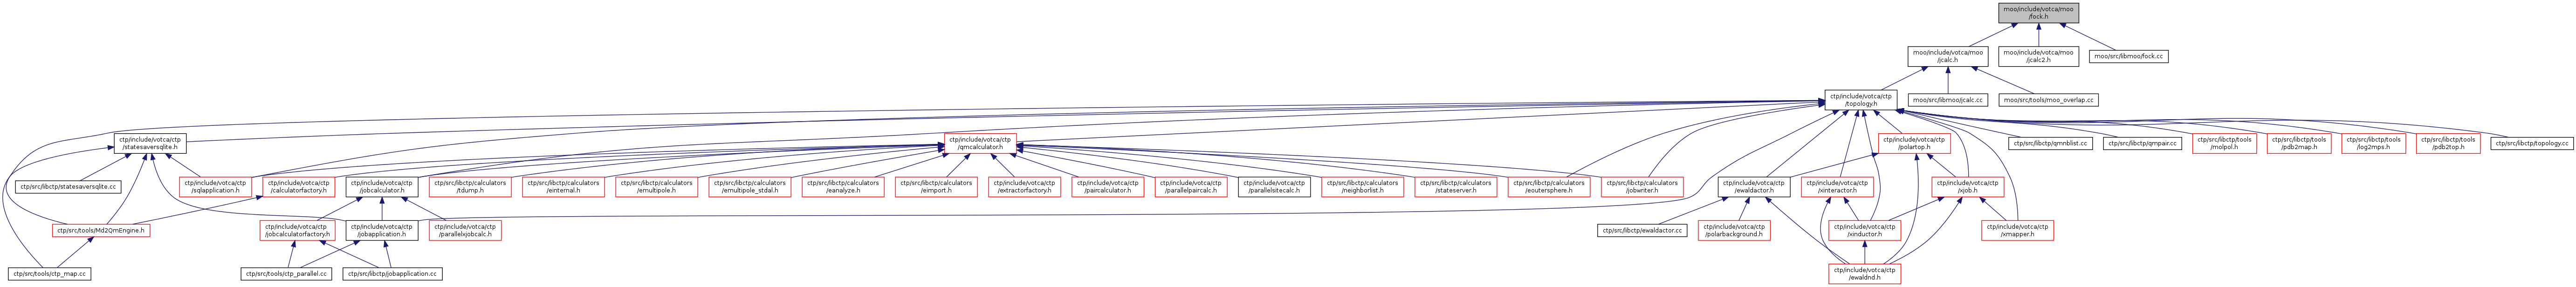 moo/include/votca/moo
/fock.h
moo/include/votca/moo
/jcalc.h
moo/include/votca/moo
/jcalc2.h
moo/src/libmoo/fock.cc
ctp/include/votca/ctp
/topology.h
moo/src/libmoo/jcalc.cc
moo/src/tools/moo_overlap.cc
ctp/include/votca/ctp
/statesaversqlite.h
ctp/include/votca/ctp
/qmcalculator.h
ctp/include/votca/ctp
/polartop.h
ctp/src/libctp/qmnblist.cc
ctp/src/libctp/qmpair.cc
ctp/src/libctp/tools
/molpol.h
ctp/src/libctp/tools
/pdb2map.h
ctp/src/libctp/tools
/log2mps.h
ctp/src/libctp/tools
/pdb2top.h
ctp/src/libctp/topology.cc
ctp/src/libctp/statesaversqlite.cc
ctp/include/votca/ctp
/sqlapplication.h
ctp/include/votca/ctp
/calculatorfactory.h
ctp/include/votca/ctp
/jobcalculator.h
ctp/src/libctp/calculators
/tdump.h
ctp/src/libctp/calculators
/einternal.h
ctp/src/libctp/calculators
/emultipole.h
ctp/src/libctp/calculators
/emultipole_stdal.h
ctp/src/libctp/calculators
/eanalyze.h
ctp/src/libctp/calculators
/eimport.h
ctp/include/votca/ctp
/extractorfactory.h
ctp/include/votca/ctp
/paircalculator.h
ctp/include/votca/ctp
/parallelpaircalc.h
ctp/include/votca/ctp
/parallelsitecalc.h
ctp/src/libctp/calculators
/neighborlist.h
ctp/src/libctp/calculators
/stateserver.h
ctp/src/libctp/calculators
/eoutersphere.h
ctp/src/libctp/calculators
/jobwriter.h
ctp/include/votca/ctp
/ewaldactor.h
ctp/include/votca/ctp
/xinteractor.h
ctp/include/votca/ctp
/xjob.h
ctp/src/tools/Md2QmEngine.h
ctp/include/votca/ctp
/jobcalculatorfactory.h
ctp/include/votca/ctp
/jobapplication.h
ctp/include/votca/ctp
/parallelxjobcalc.h
ctp/src/libctp/ewaldactor.cc
ctp/include/votca/ctp
/polarbackground.h
ctp/include/votca/ctp
/xinductor.h
ctp/include/votca/ctp
/xmapper.h
ctp/src/tools/ctp_map.cc
ctp/src/tools/ctp_parallel.cc
ctp/src/libctp/jobapplication.cc
ctp/include/votca/ctp
/ewaldnd.h